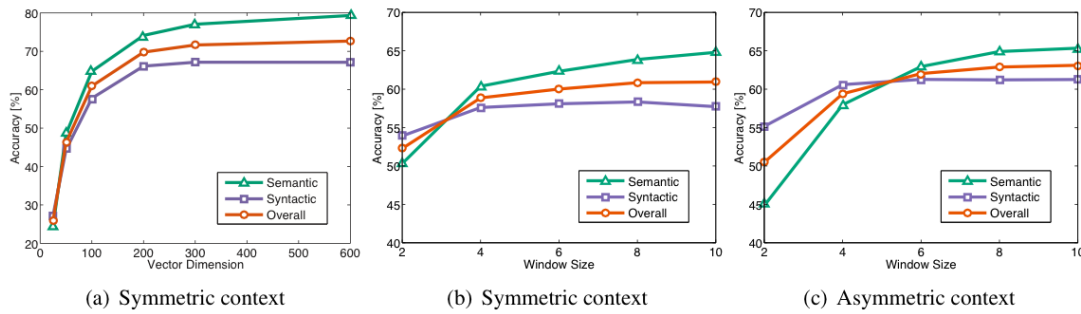 80
70
60
50
40
30
20
Accuracy [%]
0 100 200 300 400 500 600
Vector Dimension
Semantic
Syntactic
Overall
(a) Symmetric context
70
65
60
55
50
45
40
Accuracy [%]
2 4 6 8 10
Window Size
Semantic
Syntactic
Overall
(b) Symmetric context
70
65
60
55
50
45
40
Accuracy [%]
2 4 6 8 10
Window Size
Semantic
Syntactic
Overall
(c) Asymmetric context